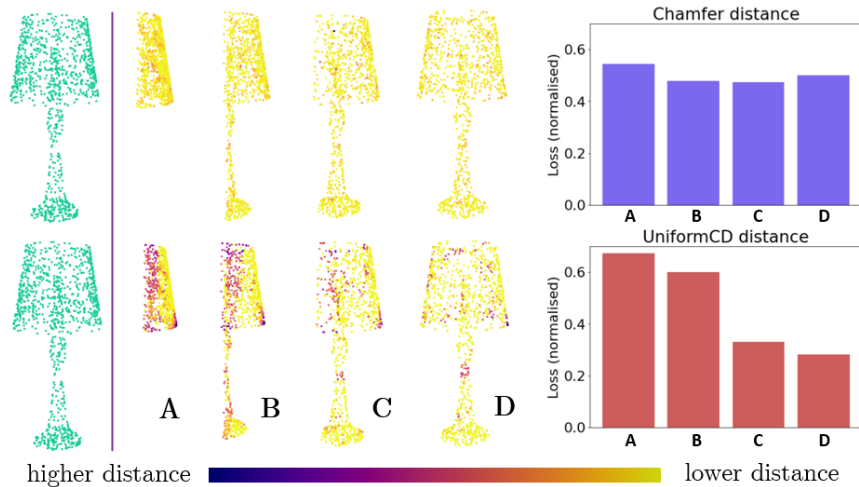 Chamfer distance
Loss (normalised)
0.6
0.4
0.2
0.0
A B C D
UniformCD distance
Loss (normalised)
0.6
0.4
0.2
0.0
A B C D
A B C D
higher distance lower distance